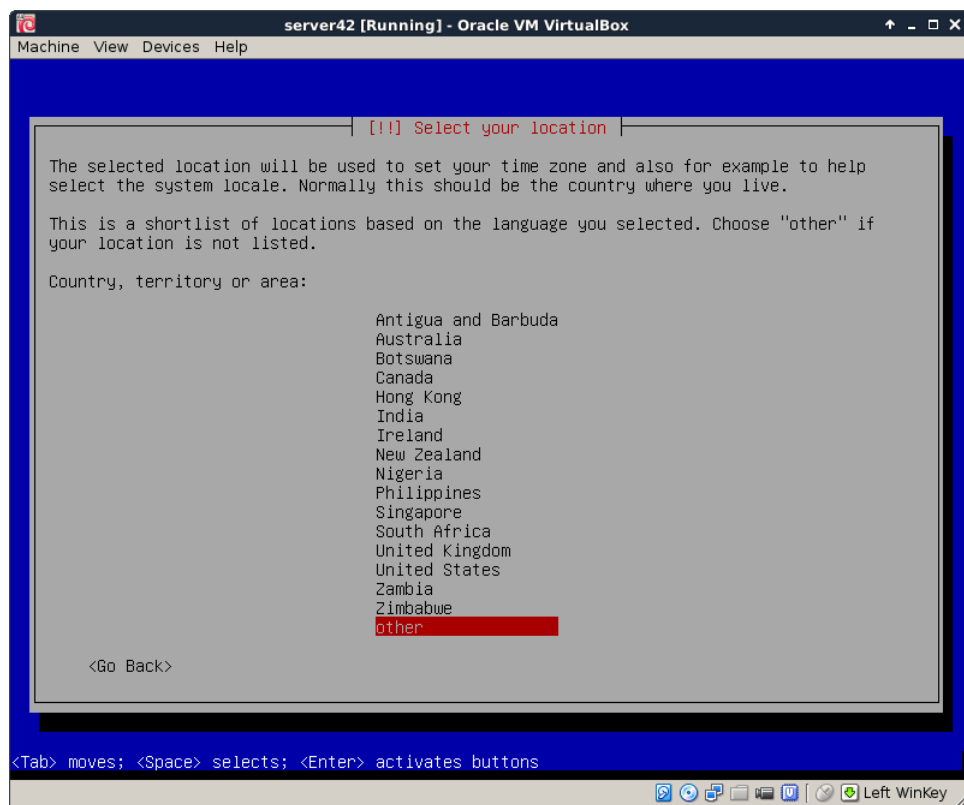 server42 [Running] - Oracle VM VirtualBox
Machine View Devices Help
[!!] Select your location
The selected location will be used to set your time zone and also for example to help
select the system locale. Normally this should be the country where you live.
This is a shortlist of locations based on the language you selected. Choose "other" if
your location is not listed.
Country, territory or area:
Antigua and Barbuda
Australia
Botswana
Canada
Hong Kong
India
Ireland
New Zealand
Nigeria
Philippines
Singapore
South Africa
United Kingdom
United States
Zambia
Zimbabwe
other
<Go Back>
<Tab> moves; <Space> selects; <Enter> activates buttons
Left WinKey